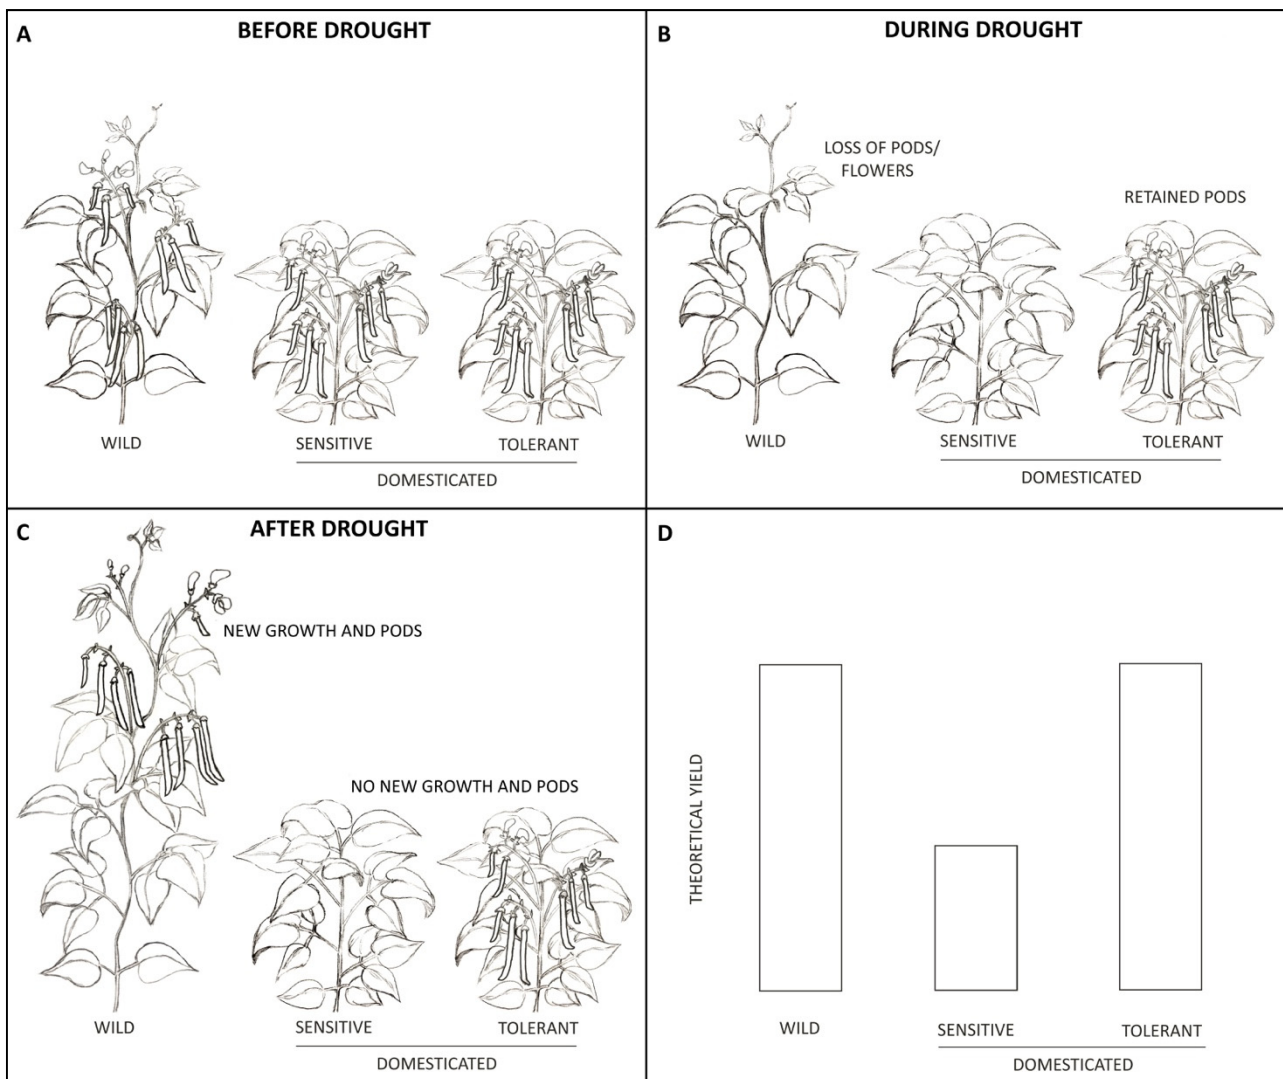 A
BEFORE DROUGHT
WILD
SENSITIVE
TOLERANT
DOMESTICATED
B
DURING DROUGHT
LOSS OF PODS/
FLOWERS
RETAINED PODS
WILD
SENSITIVE
TOLERANT
DOMESTICATED
C
AFTER DROUGHT
NEW GROWTH AND PODS
NO NEW GROWTH AND PODS
WILD
SENSITIVE
TOLERANT
DOMESTICATED
D
THEORETICAL YIELD
WILD
SENSITIVE
TOLERANT
DOMESTICATED